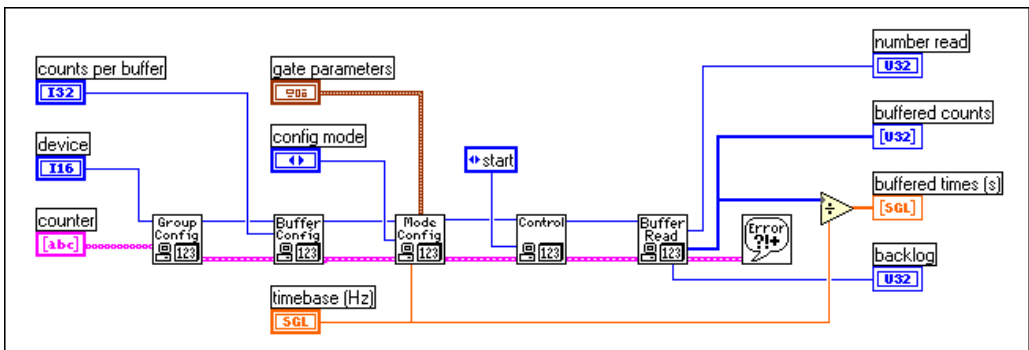 number read
U32
counts per buffer
I32
gate parameters
buffered counts
[U32]
device
I16
config mode
start
buffered times (s)
[SGL]
counter
[abc]
Group Config
123
Buffer Config
123
Mode Config
123
Control
123
Buffer Read
123
Error
?!+
÷
backlog
U32
timebase (Hz)
SGL